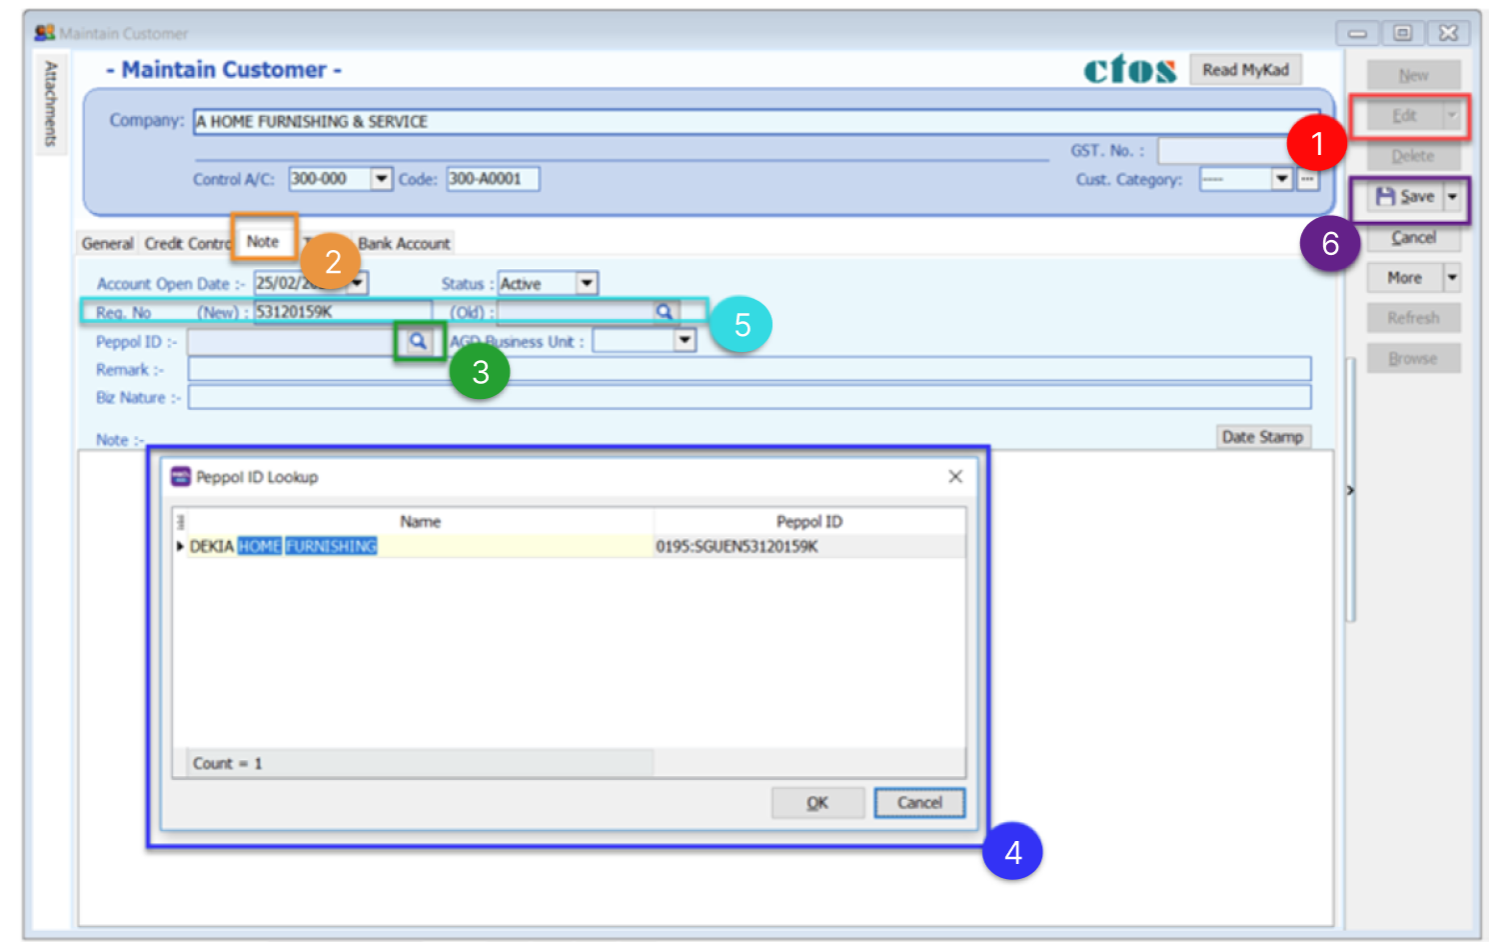 Maintain Customer
Attachments
- Maintain Customer -
ctos
Read MyKad
New
Company: A HOME FURNISHING & SERVICE
Edit
1
GST. No. :
Delete
Control A/C: 300-000 Code: 300-A0001
Cust. Category: ---- ...
Save
6
Cancel
General Credit Contro Note Bank Account
2
Account Open Date :- 25/02/2 Status : Active
More
Reg. No (New) : 53120159K (Old) :
5
Refresh
Peppol ID :- AGD Business Unit :
3
Browse
Remark :-
Biz Nature :-
Note :-
Date Stamp
Peppol ID Lookup
Name Peppol ID
DEKIA HOME FURNISHING 0195:SGUEN53120159K
Count = 1
OK Cancel
4